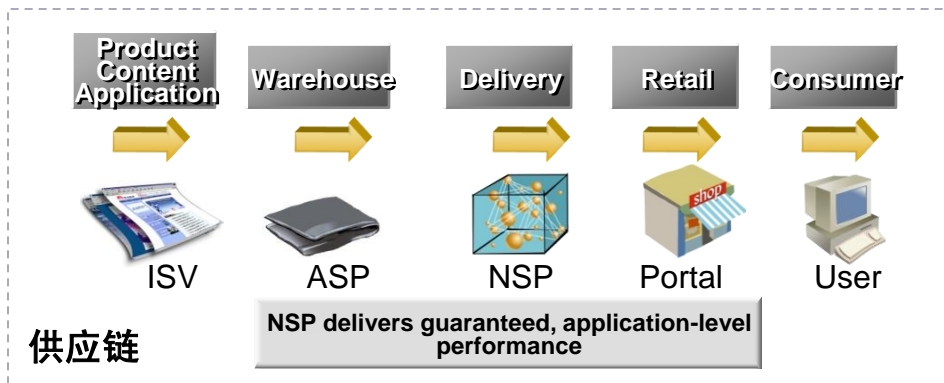 Product
Content
Application
Warehouse
Delivery
Retail
Consumer
shop
ISV
ASP
NSP
Portal
User
供应链
NSP delivers guaranteed, application-level
performance